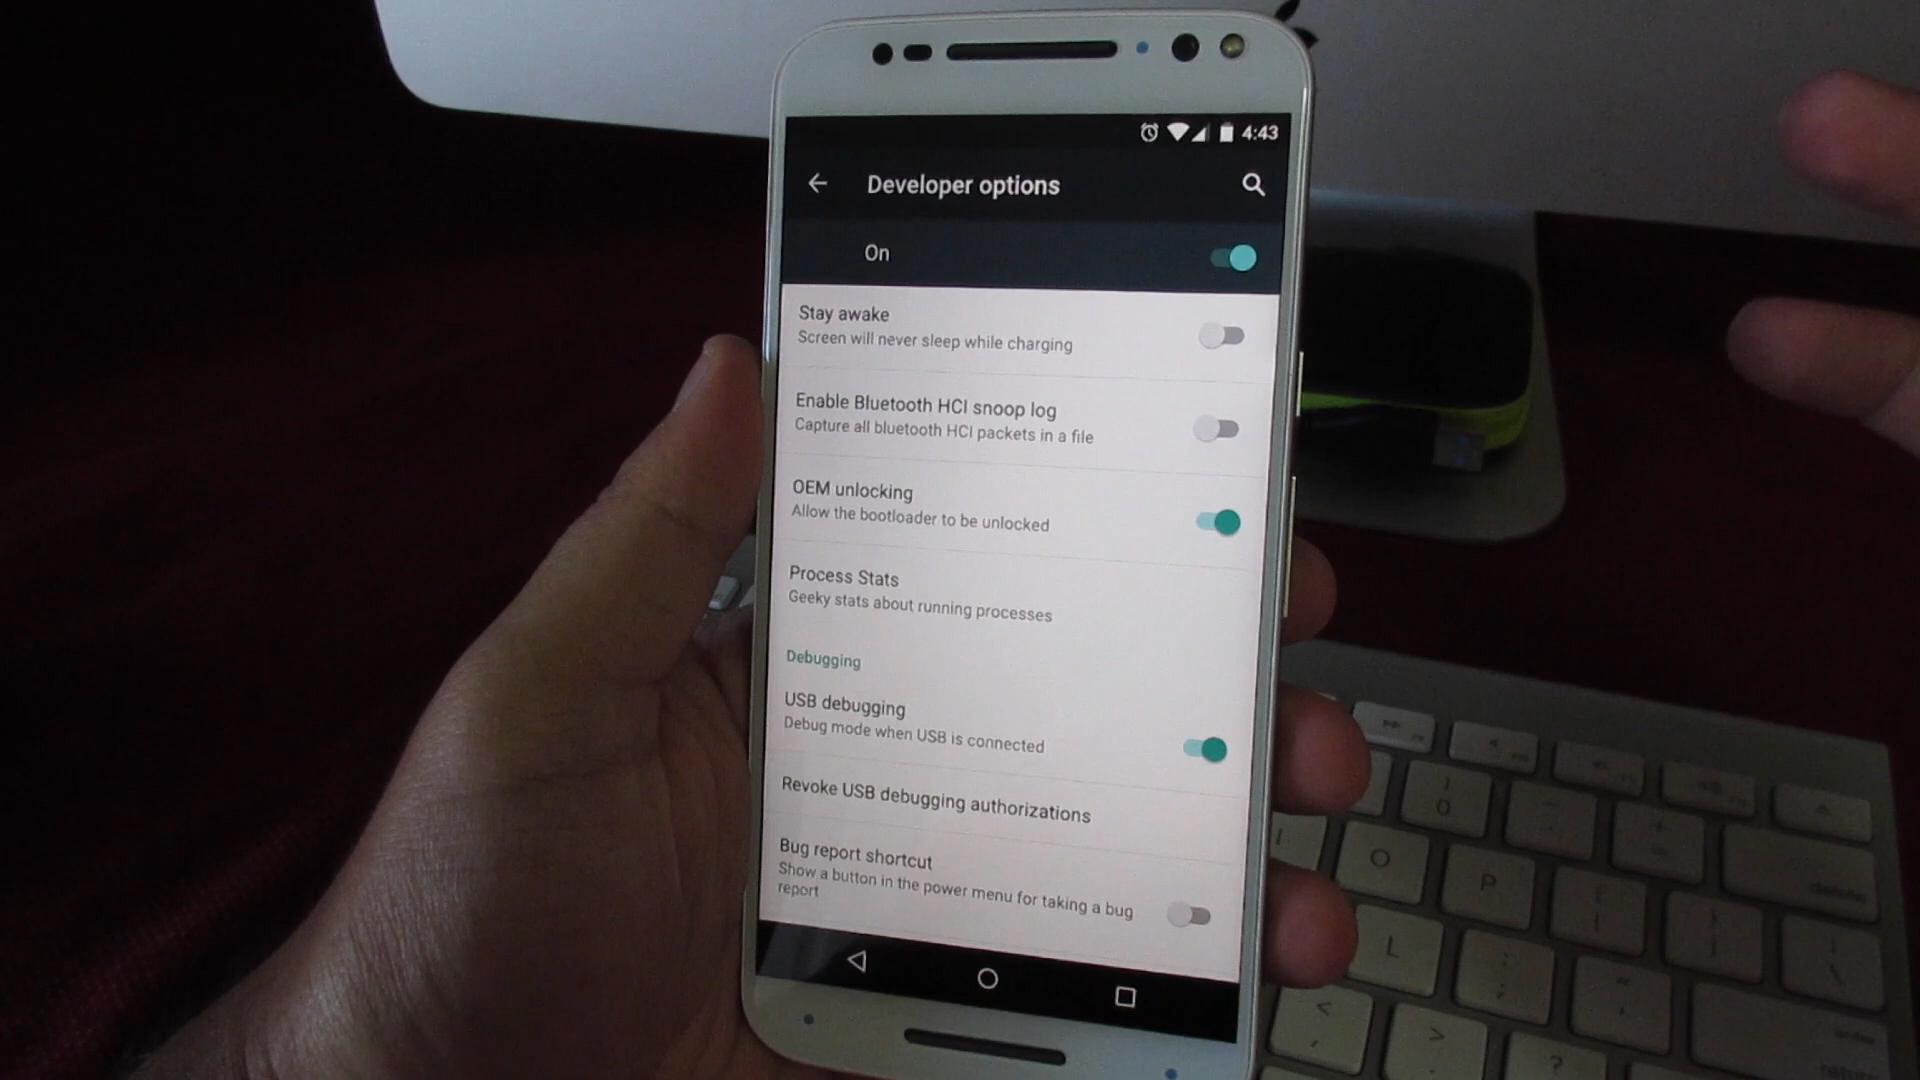 4:43
Developer options
On
Stay awake
Screen will never sleep while charging
Enable Bluetooth HCI snoop log
Capture all bluetooth HCI packets in a file
OEM unlocking
Allow the bootloader to be unlocked
Process Stats
Geeky stats about running processes
Debugging
USB debugging
Debug mode when USB is connected
Revoke USB debugging authorizations
Bug report shortcut
Show a button in the power menu for taking a bug
report
O
P
L
delete
return